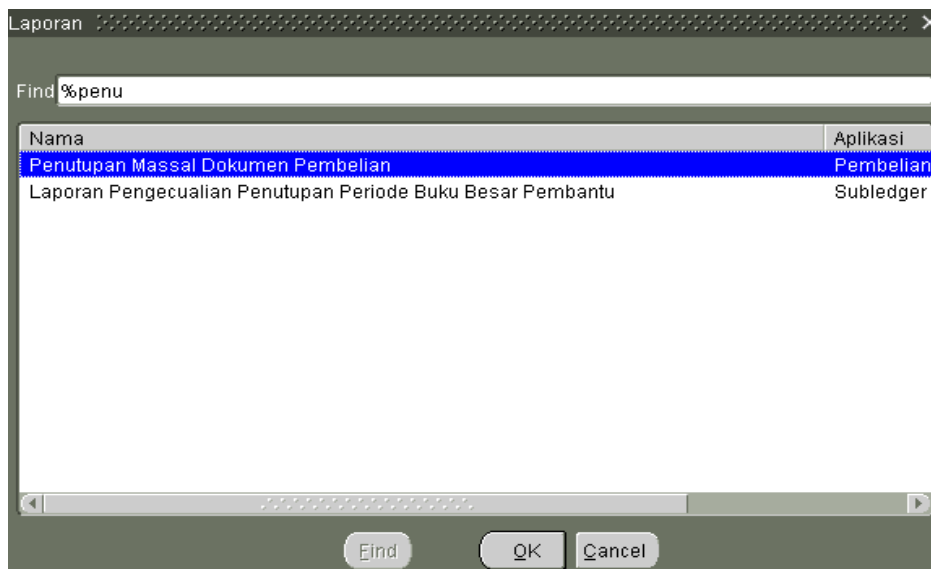 Laporan
Find %penu
Nama Aplikasi
Penutupan Massal Dokumen Pembelian Pembelian
Laporan Pengecualian Penutupan Periode Buku Besar Pembantu Subledger
Find OK Cancel